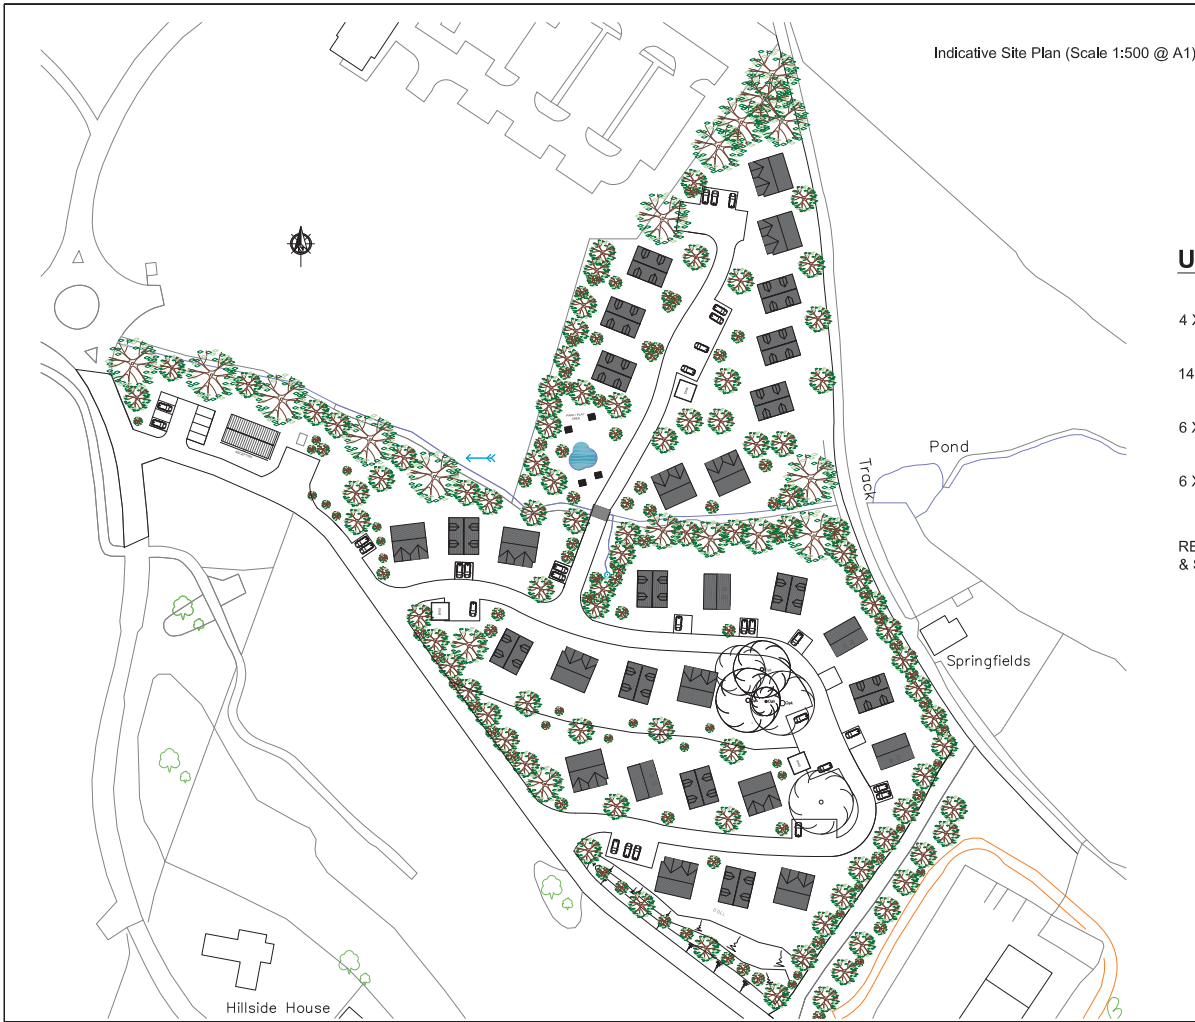 Indicative Site Plan (Scale 1:500 @ A1)
U
4 X
14
6 X
6 X
RE
& S
Pond
Track
Springfields
Hillside House